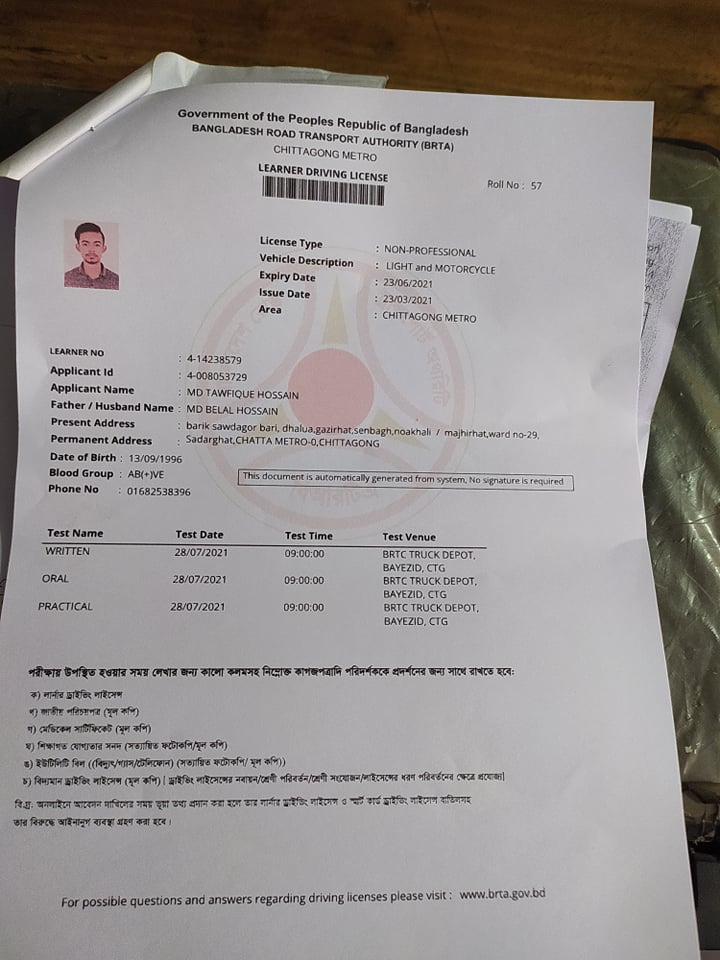 Government of the Peoples Republic of Bangladesh
BANGLADESH ROAD TRANSPORT AUTHORITY (BRTA)
CHITTAGONG METRO
LEARNER DRIVING LICENSE
Roll No : 57
License Type : NON-PROFESSIONAL
Vehicle Description : LIGHT and MOTORCYCLE
Expiry Date : 23/06/2021
Issue Date : 23/03/2021
Area : CHITTAGONG METRO
LEARNER NO : 4-14238579
Applicant Id : 4-008053729
Applicant Name : MD TAWFIQUE HOSSAIN
Father / Husband Name : MD BELAL HOSSAIN
Present Address : barik sawdagor bari, dhalua,gazirhat,senbagh,noakhali / majhirhat,ward no-29,
Permanent Address : Sadarghat,CHATTA METRO-0,CHITTAGONG
Date of Birth : 13/09/1996
Blood Group : AB(+)VE
Phone No : 01682538396
This document is automatically generated from system, No signature is required
Test Name Test Date Test Time Test Venue
WRITTEN 28/07/2021 09:00:00 BRTC TRUCK DEPOT,
BAYEZID, CTG
ORAL 28/07/2021 09:00:00 BRTC TRUCK DEPOT,
BAYEZID, CTG
PRACTICAL 28/07/2021 09:00:00 BRTC TRUCK DEPOT,
BAYEZID, CTG
পরীক্ষায় উপস্থিত হওয়ার সময় লেখার জন্য কালো কলমসহ নিম্নোক্ত কাগজপত্রাদি পরিদর্শককে প্রদর্শনের জন্য সাথে রাখতে হবে:
ক) লার্নার ড্রাইভিং লাইসেন্স
খ) জাতীয় পরিচয়পত্র (মূল কপি)
গ) মেডিকেল সার্টিফিকেট (মূল কপি)
ঘ) শিক্ষাগত যোগ্যতার সনদ (সত্যায়িত ফটোকপি/মূল কপি)
ঙ) ইউটিলিটি বিল ((বিদ্যুৎ/গ্যাস/টেলিফোন) (সত্যায়িত ফটোকপি/ মূল কপি))
চ) বিদ্যমান ড্রাইভিং লাইসেন্স (মূল কপি) [ ড্রাইভিং লাইসেন্সের নবায়ন/শ্রেণী পরিবর্তন/শ্রেণী সংযোজন/লাইসেন্সের ধরণ পরিবর্তনের ক্ষেত্রে প্রযোজ্য]
বি.দ্র: অনলাইনে আবেদন দাখিলের সময় ভুয়া তথ্য প্রদান করা হলে তার লার্নার ড্রাইভিং লাইসেন্স ও স্মার্ট কার্ড ড্রাইভিং লাইসেন্স বাতিলসহ
তার বিরুদ্ধে আইনানুগ ব্যবস্থা গ্রহণ করা হবে।
For possible questions and answers regarding driving licenses please visit : www.brta.gov.bd